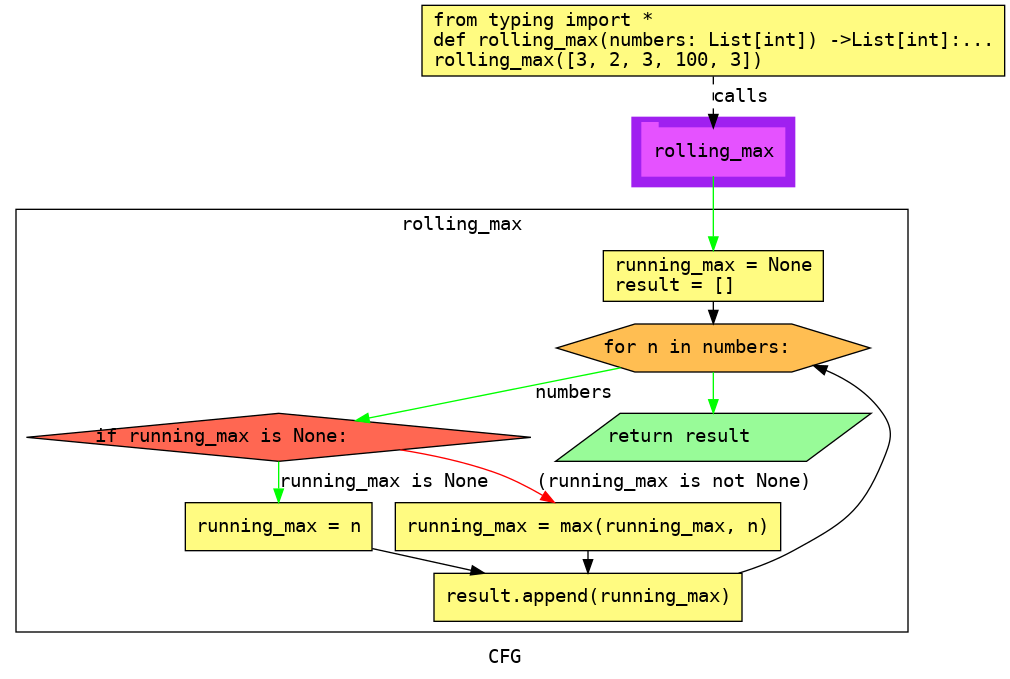 from typing import *
def rolling_max(numbers: List[int]) ->List[int]:...
rolling_max([3, 2, 3, 100, 3])
calls
rolling_max
rolling_max
running_max = None
result = []
for n in numbers:
numbers
if running_max is None:
return result
running_max is None
(running_max is not None)
running_max = n
running_max = max(running_max, n)
result.append(running_max)
CFG